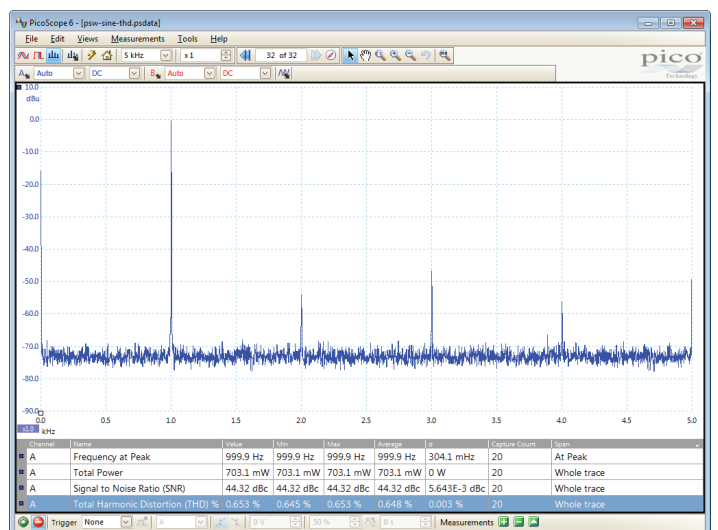 PicoScope 6 - [psw-sine-thd.psdata]
File Edit Views Measurements Tools Help
5 kHz x 1 32 of 32
pico
Technology
A Auto DC B Auto DC
10.0
dBu
0.0
-10.0
-20.0
-30.0
-40.0
-50.0
-60.0
-70.0
-80.0
-90.0
0.0 0.5 1.0 1.5 2.0 2.5 3.0 3.5 4.0 4.5 5.0
x1.0 kHz
Channel Name Value Min Max Average σ Capture Count Span
A Frequency at Peak 999.9 Hz 999.9 Hz 999.9 Hz 999.9 Hz 304.1 mHz 20 At Peak
A Total Power 703.1 mW 703.1 mW 703.1 mW 703.1 mW 0 W 20 Whole trace
A Signal to Noise Ratio (SNR) 44.32 dBc 44.32 dBc 44.32 dBc 44.32 dBc 5.643E-3 dBc 20 Whole trace
A Total Harmonic Distortion (THD) % 0.653 % 0.645 % 0.653 % 0.648 % 0.003 % 20 Whole trace
Trigger None A 0 V 50 % 0 s Measurements